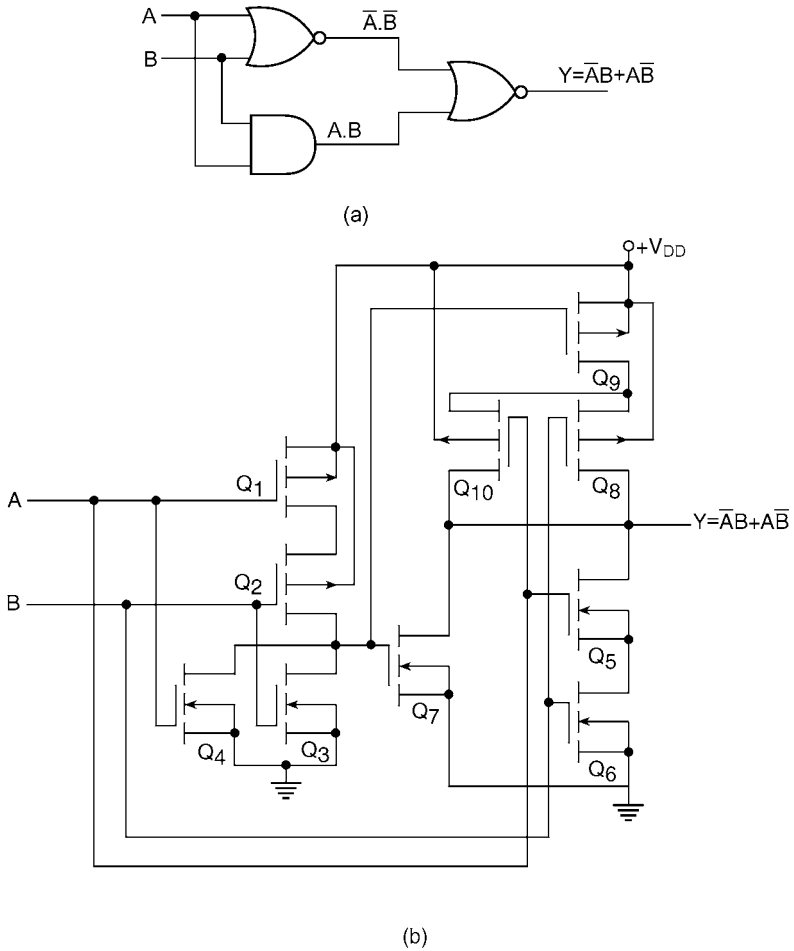 A
A̅.B̅
B
Y=A̅B+AB̅
A.B
(a)
+V_DD
Q₉
Q₁
Q₁₀
Q₈
A
Y=A̅B+AB̅
Q₂
B
Q₅
Q₇
Q₄
Q₃
Q₆
(b)